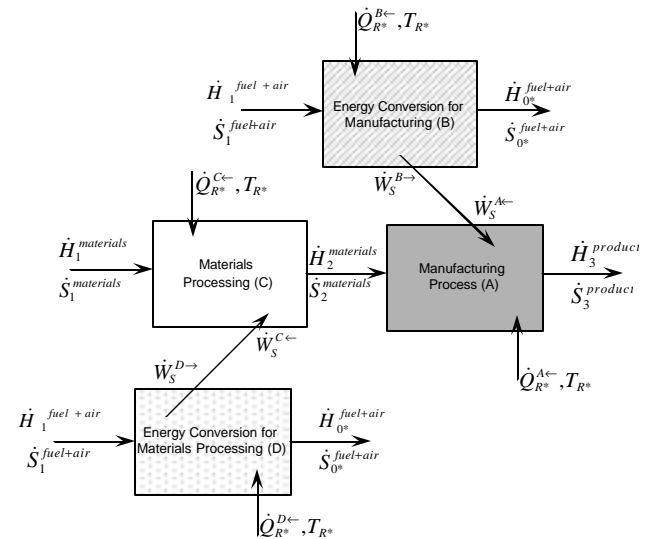 Q̇_{R*}^{B←}, T_{R*}
Ḣ_1^{fuel + air}
Ṡ_1^{fuel+air}
Energy Conversion for
Manufacturing (B)
Ḣ_{0*}^{fuel+air}
Ṡ_{0*}^{fuel+air}
Ẇ_S^{B→}
Ẇ_S^{A←}
Q̇_{R*}^{C←}, T_{R*}
Ḣ_1^{materials}
Ṡ_1^{materials}
Materials
Processing (C)
Ḣ_2^{materials}
Ṡ_2^{materials}
Manufacturing
Process (A)
Ḣ_3^{product}
Ṡ_3^{product}
Q̇_{R*}^{A←}, T_{R*}
Ẇ_S^{D→}
Ẇ_S^{C←}
Ḣ_1^{fuel + air}
Ṡ_1^{fuel+air}
Energy Conversion for
Materials Processing (D)
Ḣ_{0*}^{fuel+air}
Ṡ_{0*}^{fuel+air}
Q̇_{R*}^{D←}, T_{R*}